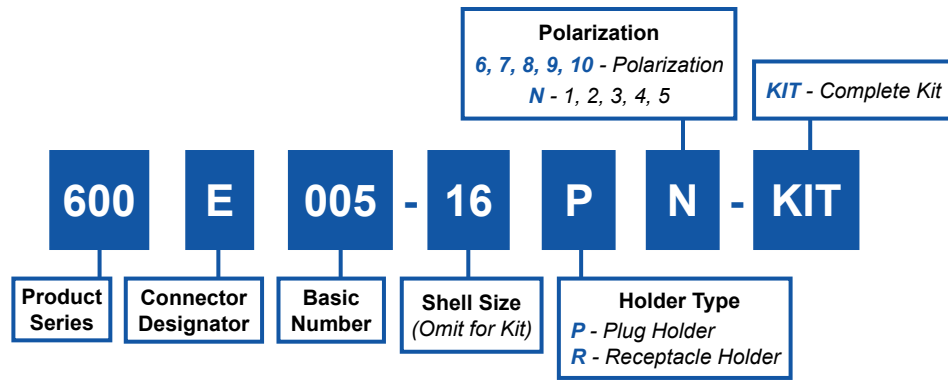 Polarization
6, 7, 8, 9, 10 - Polarization
N - 1, 2, 3, 4, 5
KIT - Complete Kit
600 E 005 - 16 P N - KIT
Product
Series
Connector
Designator
Basic
Number
Shell Size
(Omit for Kit)
Holder Type
P - Plug Holder
R - Receptacle Holder